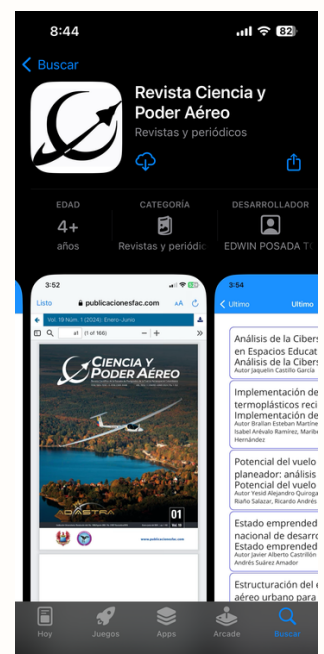 8:44
82
Buscar
Revista Ciencia y
Poder Aéreo
Revistas y periódicos
EDAD
4+
años
CATEGORÍA
Revistas y periódic
DESARROLLADOR
EDWIN POSADA T
3:52
Listo
publicacionesfac.com
AA
Vol. 19 Núm. 1 (2024): Enero-Junio
(1 of 166)
CIENCIA Y
PODER AÉREO
ADASTRA
01
Vol. 19
www.publicacionesfac.com
3:54
Ultimo
Ultimo
Análisis de la Cibers
en Espacios Educat
Análisis de la Cibers
Autor Jaquelin Castillo García
Implementación de
termoplásticos reci
Implementación de
Autor Brallan Esteban Martíne
Isabel Arévalo Ramírez, Maribe
Hernández
Potencial del vuelo
planeador: análisis
Potencial del vuelo
Autor Yesid Alejandro Quiroga
Riaño Salazar, Ricardo Andrés
Estado emprended
nacional de desarro
Estado emprended
Autor Javier Alberto Castrillón
Andrés Suárez Amador
Estructuración del e
aéreo urbano para
Hoy
Juegos
Apps
Arcade
Buscar